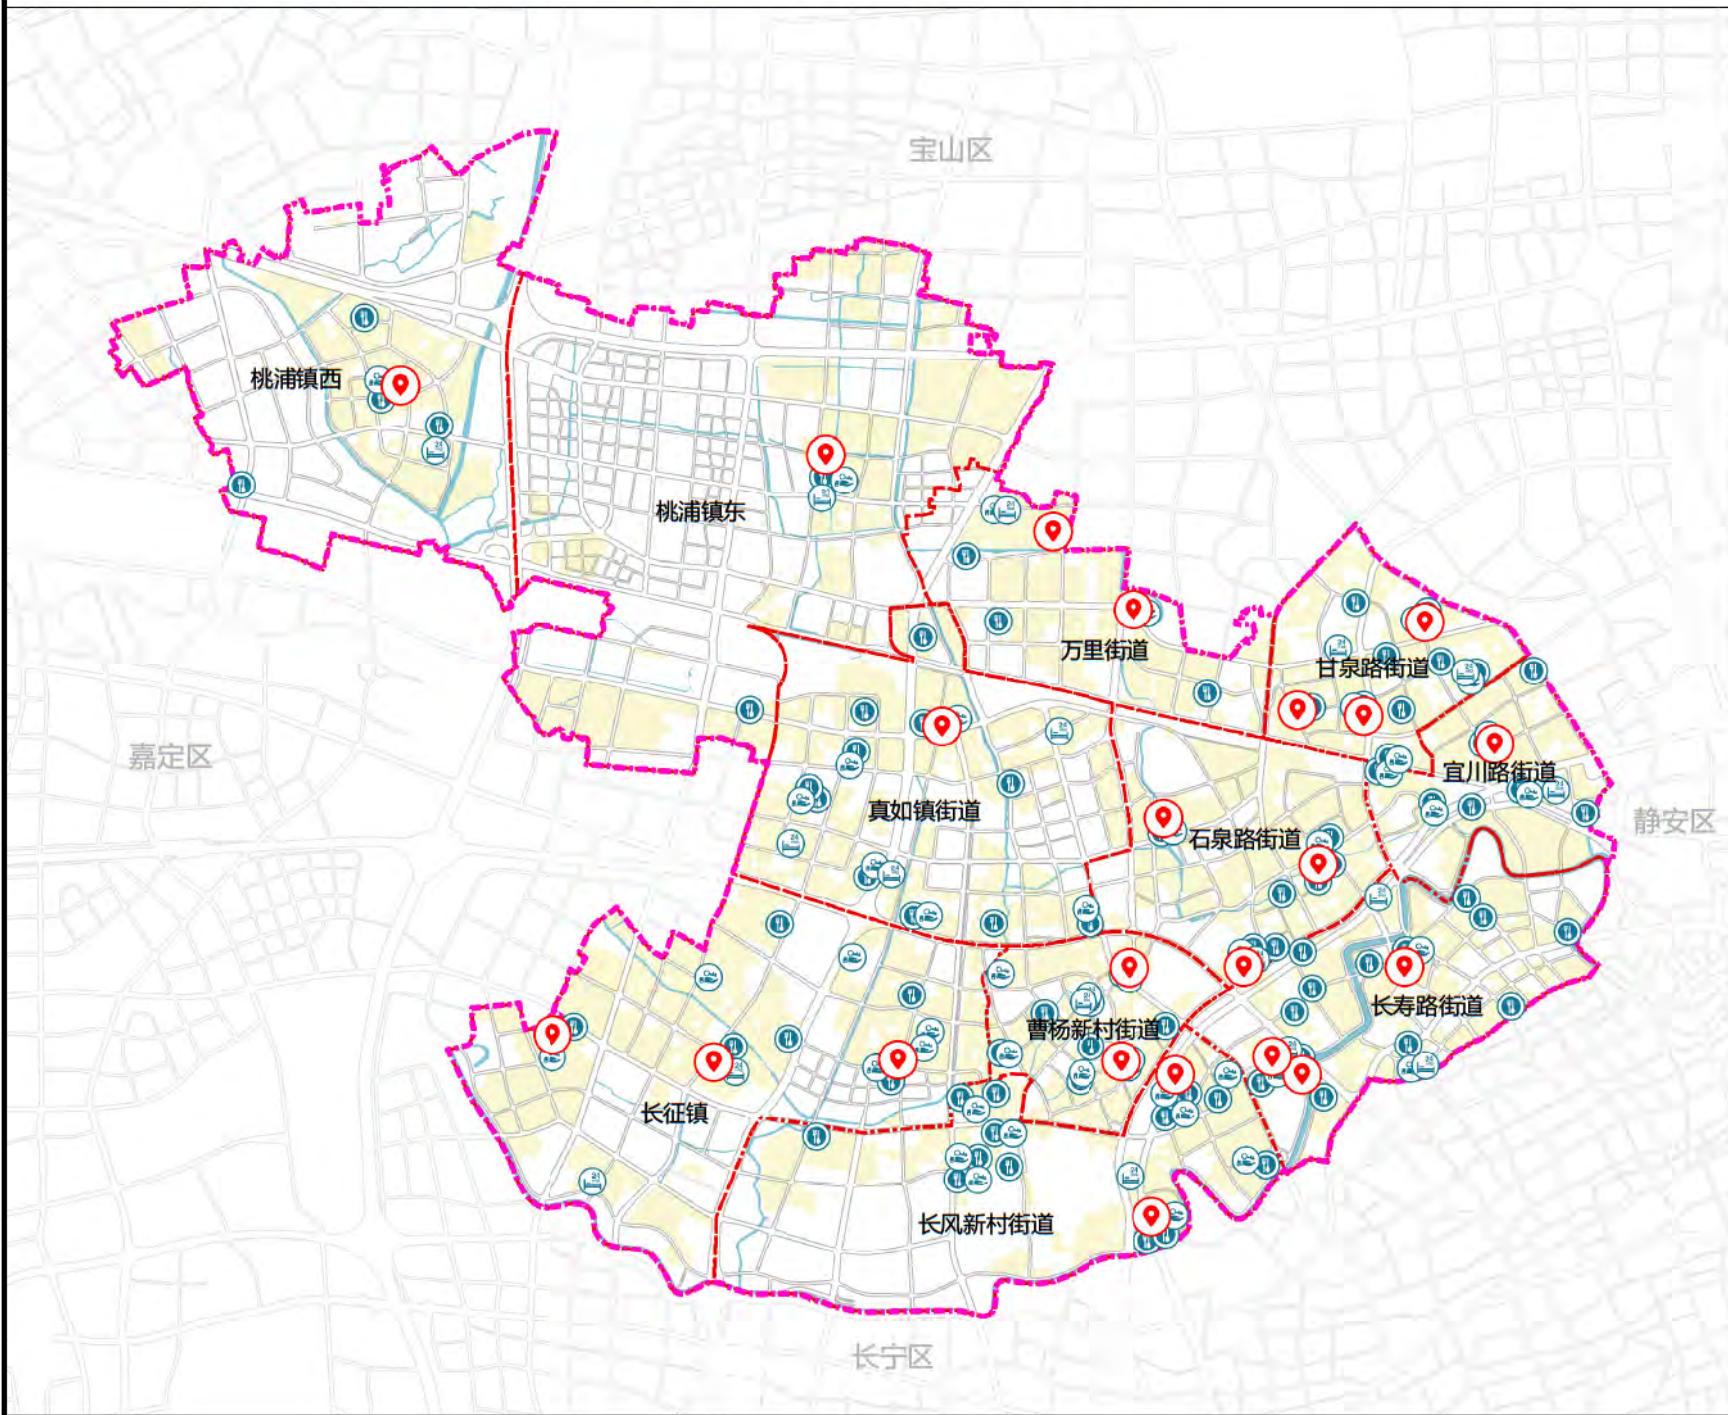 宝山区
桃浦镇西
桃浦镇东
万里街道
甘泉路街道
嘉定区
宜川路街道
真如镇街道
静安区
石泉路街道
长寿路街道
曹杨新村街道
长征镇
长风新村街道
长宁区